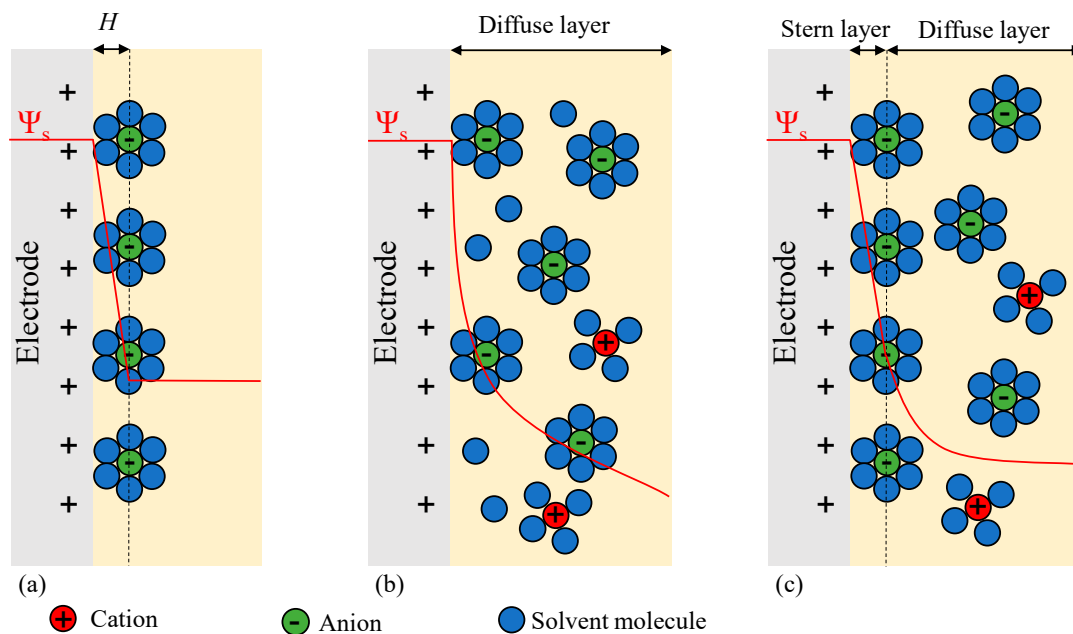 H
Diffuse layer
Stern layer
Diffuse layer
Ψs
Ψs
Ψs
Electrode
Electrode
Electrode
(a)
(b)
(c)
Cation
Anion
Solvent molecule